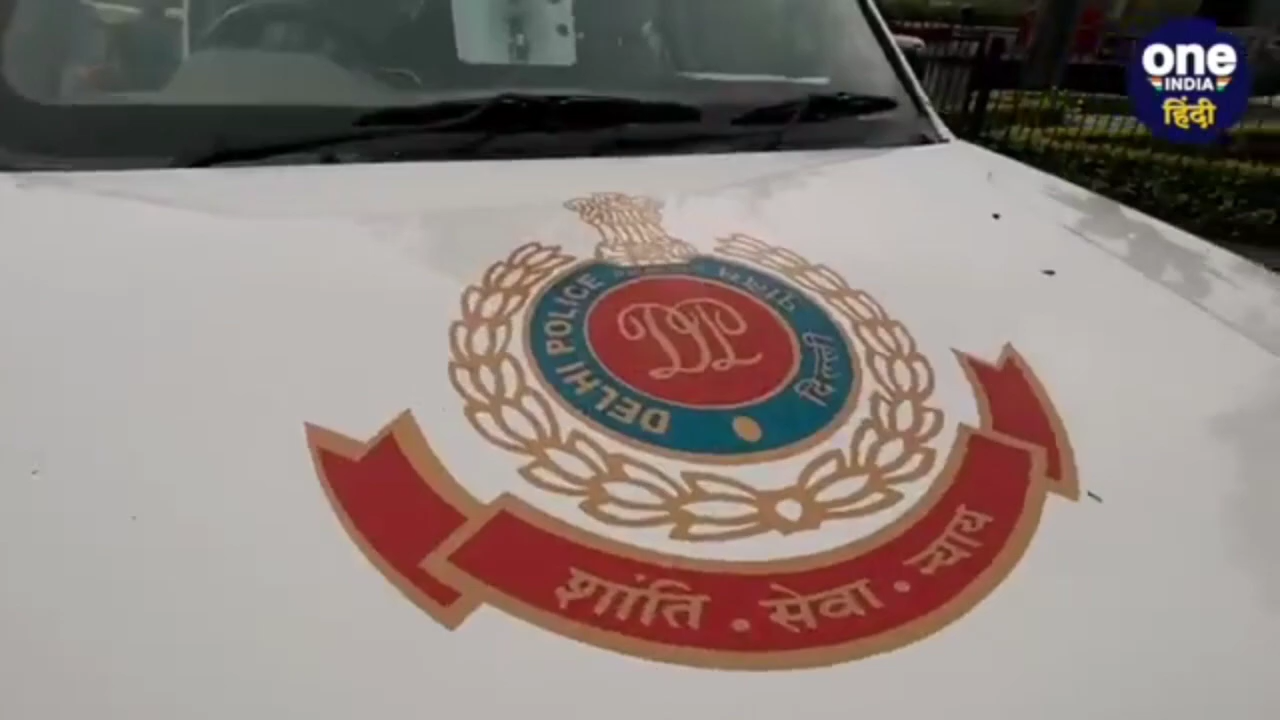 one
INDIA
हिंदी
DELHI POLICE
दिल्ली
DP
शांति • सेवा • न्याय